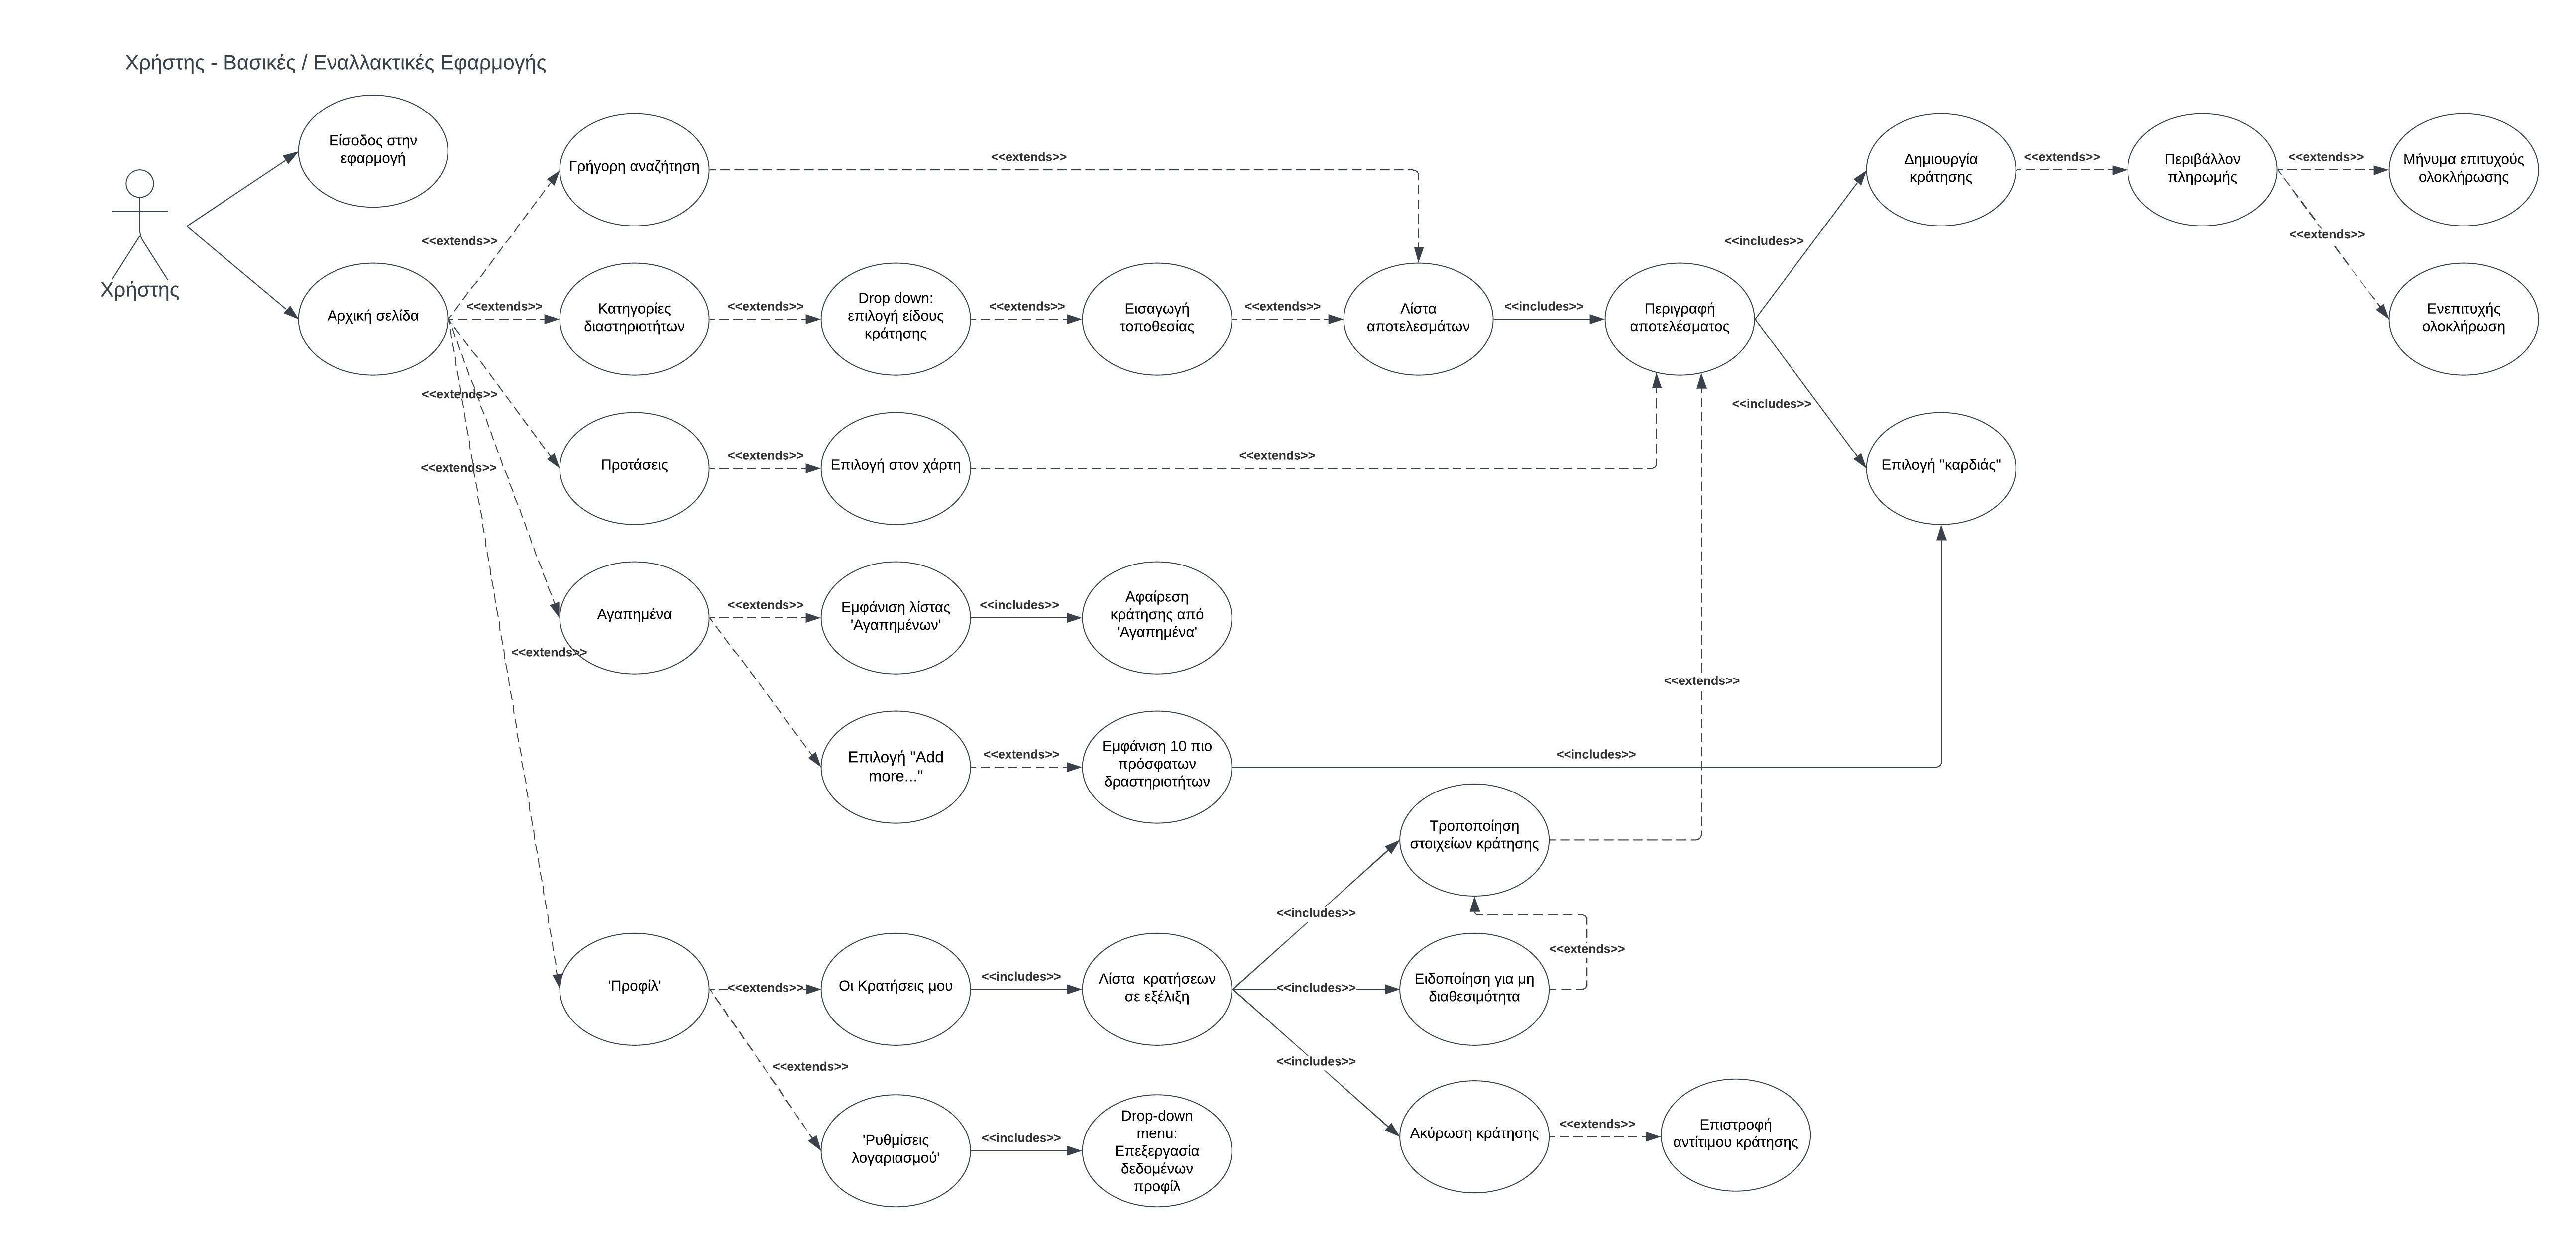 Χρήστης - Βασικές / Εναλλακτικές Εφαρμογής
Χρήστης
Είσοδος στην
εφαρμογή
Αρχική σελίδα
<<extends>>
<<extends>>
<<extends>>
<<extends>>
<<extends>>
Γρήγορη αναζήτηση
<<extends>>
Κατηγορίες
διαστηριοτήτων
<<extends>>
Drop down:
επιλογή είδους
κράτησης
<<extends>>
Εισαγωγή
τοποθεσίας
<<extends>>
Λίστα
αποτελεσμάτων
<<includes>>
Περιγραφή
αποτελέσματος
<<includes>>
<<includes>>
Δημιουργία
κράτησης
<<extends>>
Περιβάλλον
πληρωμής
<<extends>>
<<extends>>
Μήνυμα επιτυχούς
ολοκλήρωσης
Ενεπιτυχής
ολοκλήρωση
Επιλογή "καρδιάς"
Προτάσεις
<<extends>>
Επιλογή στον χάρτη
<<extends>>
Αγαπημένα
<<extends>>
Εμφάνιση λίστας
'Αγαπημένων'
<<includes>>
Αφαίρεση
κράτησης από
'Αγαπημένα'
Επιλογή "Add
more..."
<<extends>>
Εμφάνιση 10 πιο
πρόσφατων
δραστηριοτήτων
<<includes>>
<<extends>>
'Προφίλ'
<<extends>>
<<extends>>
Οι Κρατήσεις μου
<<includes>>
Λίστα κρατήσεων
σε εξέλιξη
<<includes>>
<<includes>>
<<includes>>
Τροποποίηση
στοιχείων κράτησης
<<extends>>
Ειδοποίηση για μη
διαθεσιμότητα
Ακύρωση κράτησης
<<extends>>
Επιστροφή
αντίτιμου κράτησης
'Ρυθμίσεις
λογαριασμού'
<<includes>>
Drop-down
menu:
Επεξεργασία
δεδομένων
προφίλ